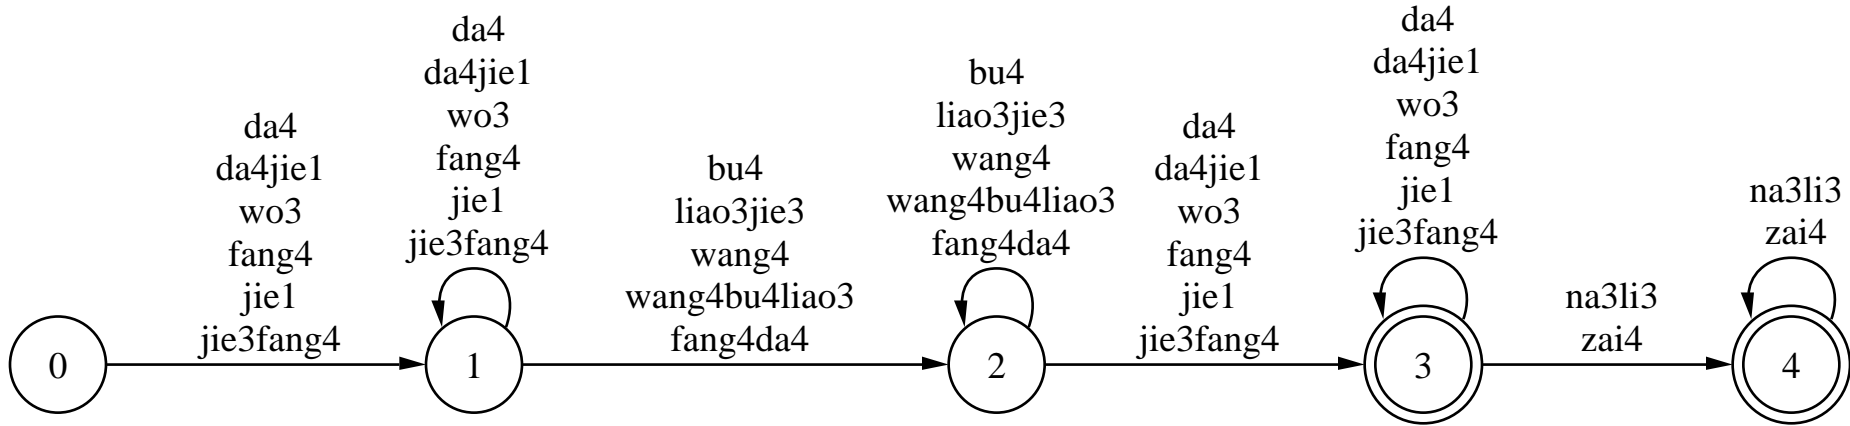 da4
da4jie1
wo3
fang4
jie1
jie3fang4
da4
da4jie1
wo3
fang4
jie1
jie3fang4
bu4
liao3jie3
wang4
wang4bu4liao3
fang4da4
bu4
liao3jie3
wang4
wang4bu4liao3
fang4da4
da4
da4jie1
wo3
fang4
jie1
jie3fang4
da4
da4jie1
wo3
fang4
jie1
jie3fang4
na3li3
zai4
na3li3
zai4
0
1
2
3
4